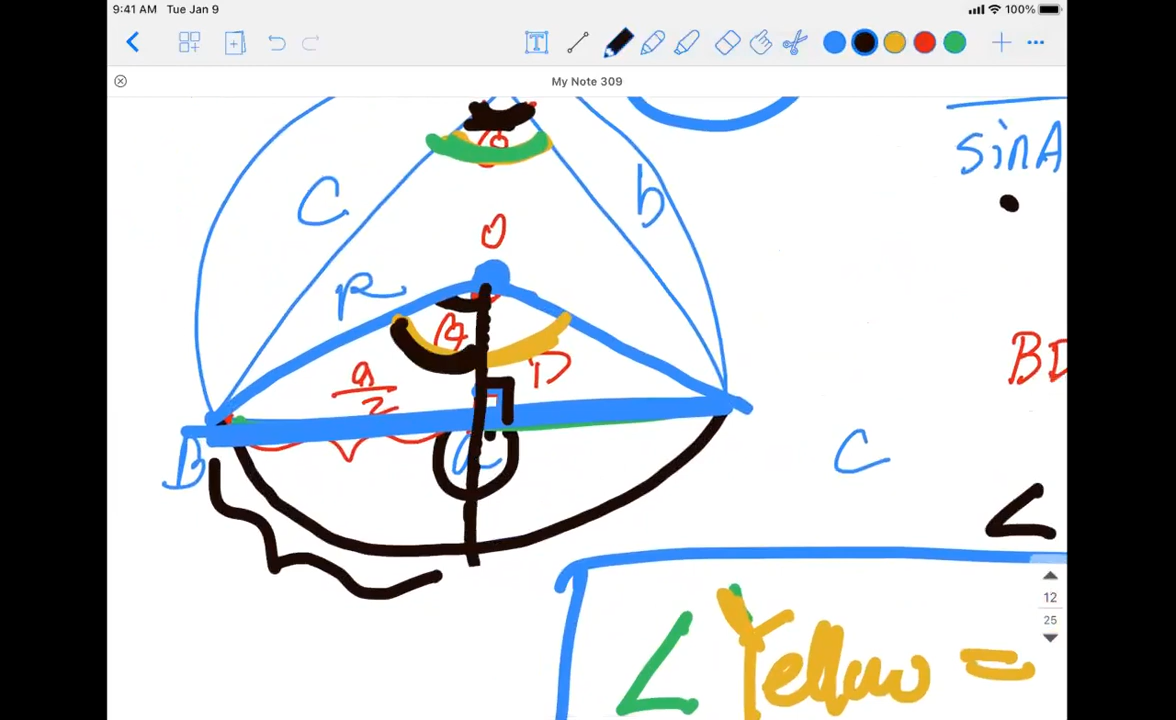 9:41 AM Tue Jan 9
100%
T
My Note 309
sinA
C
b
O
R
A
D
a/2
BD
B
a
C
<
12
25
∠ Yellow =